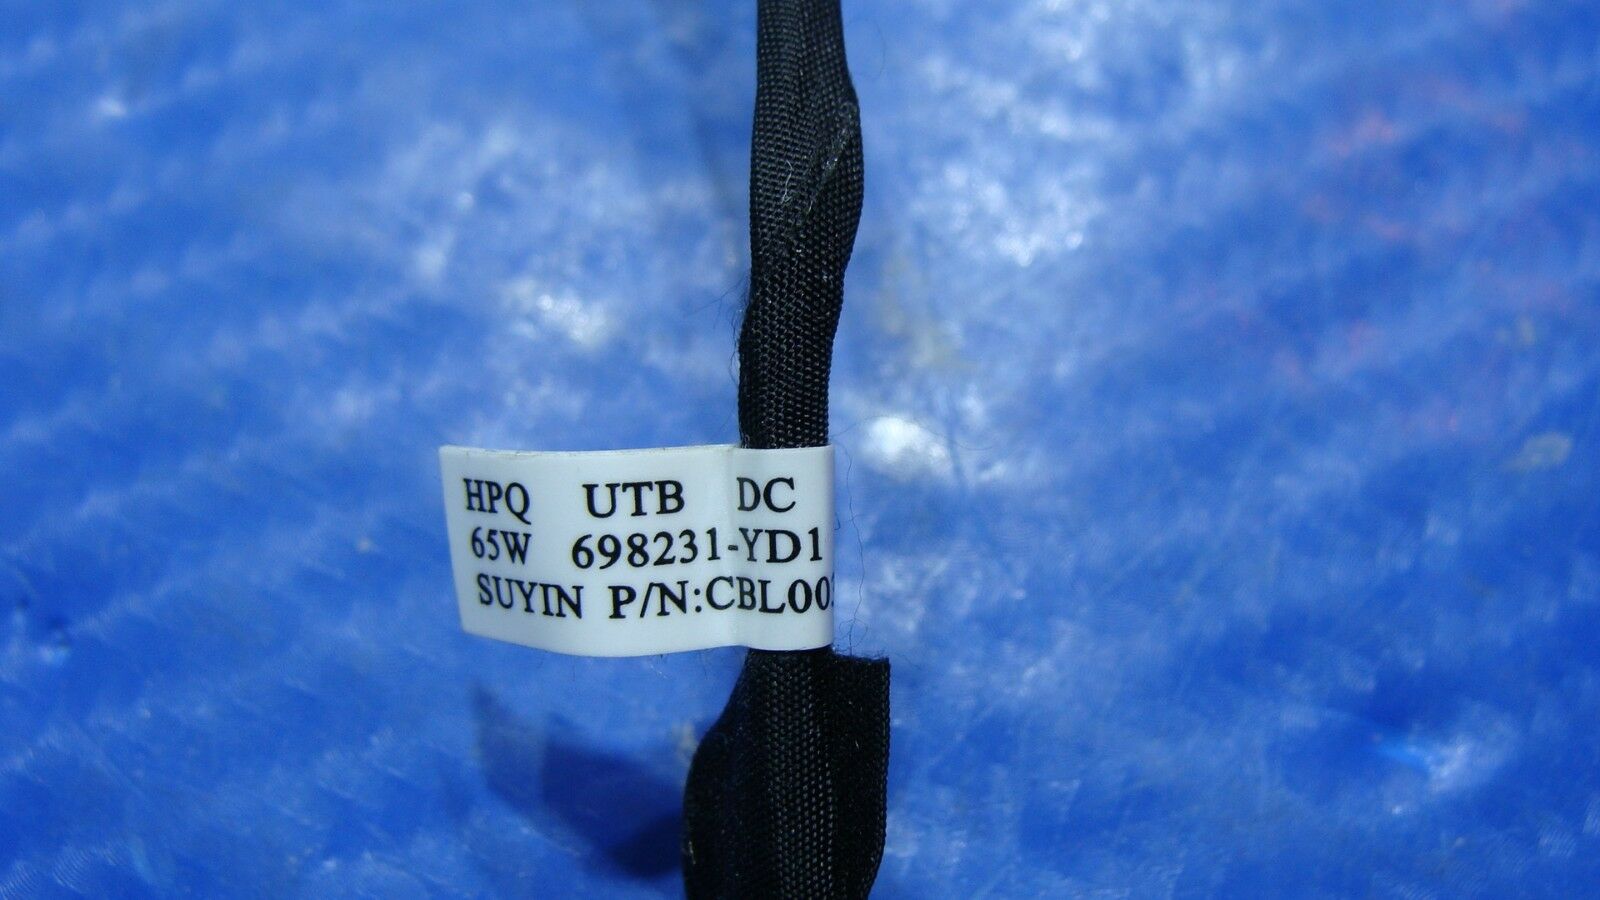 HPQ UTB DC
65W 698231-YD1
SUYIN P/N:CBL00